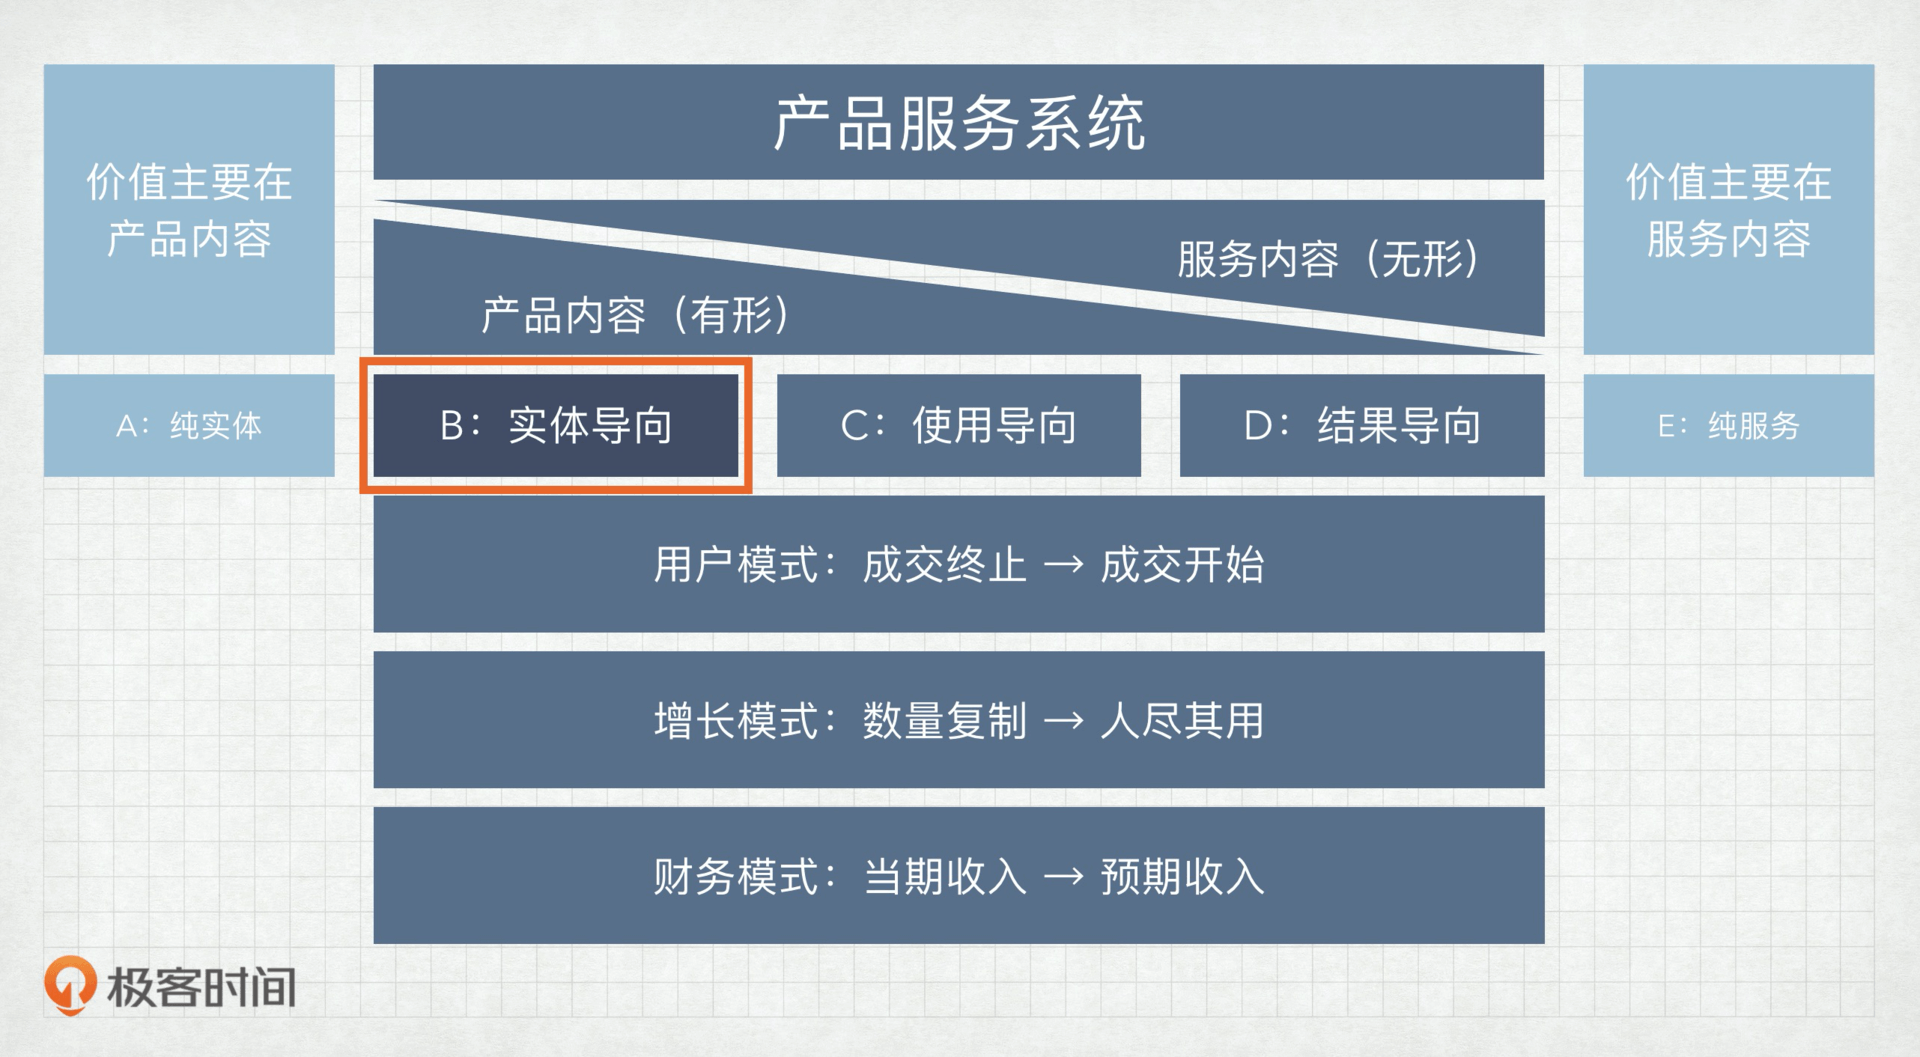 价值主要在
产品内容
产品服务系统
价值主要在
服务内容
服务内容（无形）
产品内容（有形）
A：纯实体
B：实体导向
C：使用导向
D：结果导向
E：纯服务
用户模式：成交终止 → 成交开始
增长模式：数量复制 → 人尽其用
财务模式：当期收入 → 预期收入
极客时间